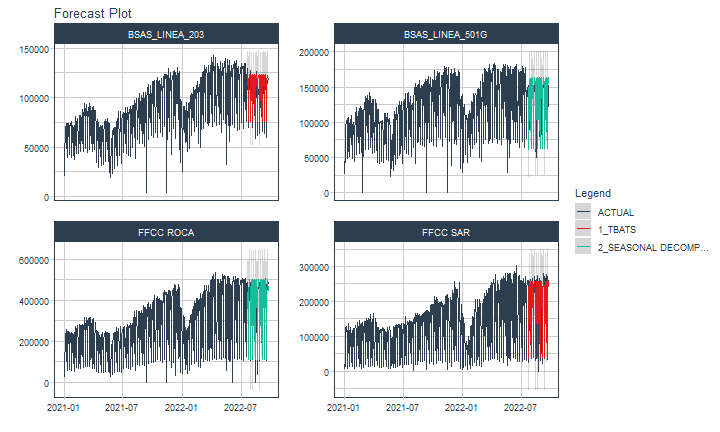 Forecast Plot
BSAS_LINEA_203
BSAS_LINEA_501G
150000
100000
50000
0
200000
150000
100000
50000
0
Legend
ACTUAL
1_TBATS
2_SEASONAL DECOMP...
FFCC ROCA
FFCC SAR
600000
400000
200000
0
300000
200000
100000
0
2021-01 2021-07 2022-01 2022-07
2021-01 2021-07 2022-01 2022-07